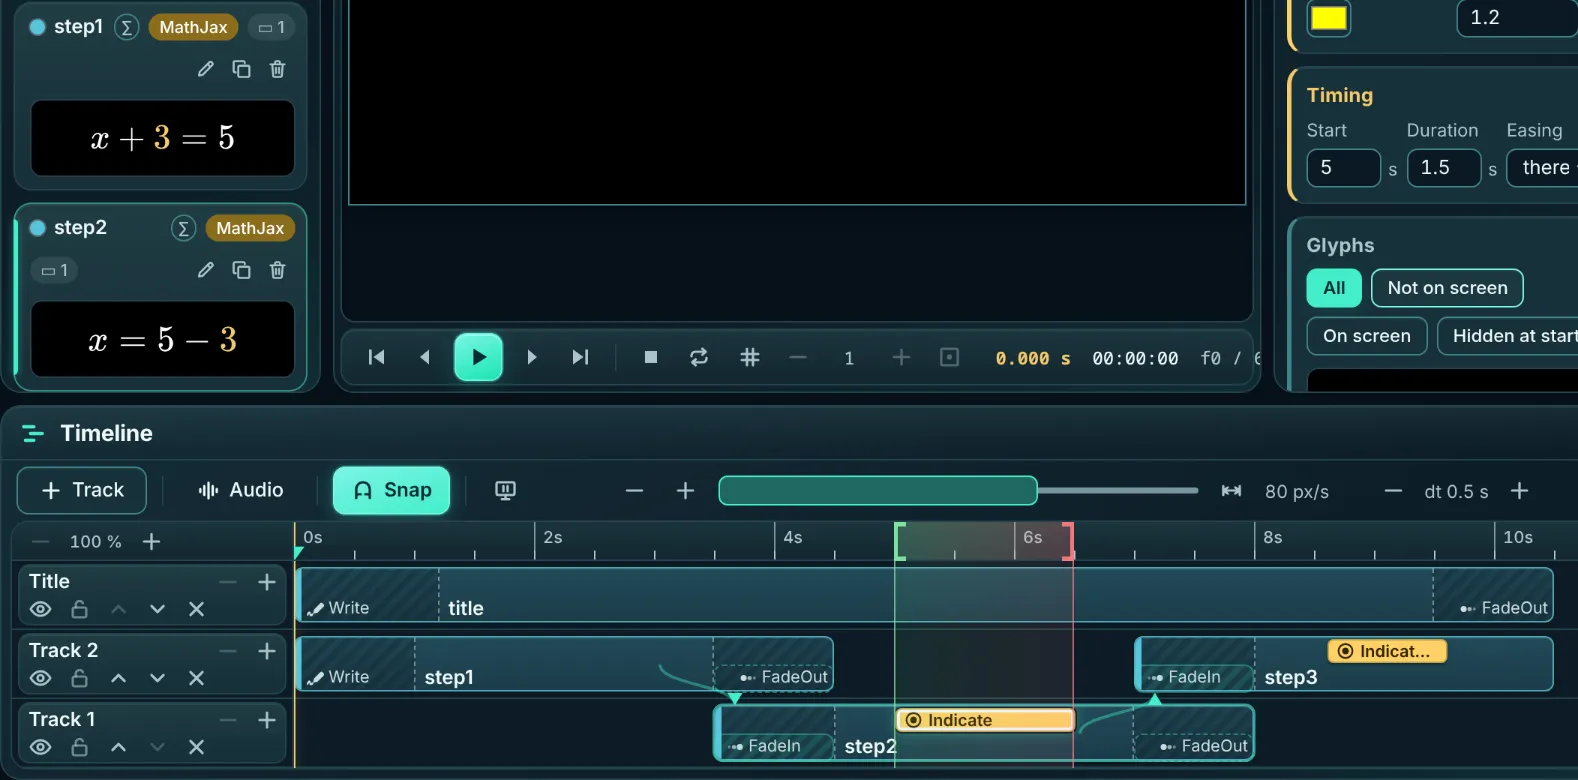 step1 Σ MathJax 1
x + 3 = 5
step2 Σ MathJax
1
x = 5 − 3
1 0.000 s 00:00:00 f0 /
1.2
Timing
Start Duration Easing
5 s 1.5 s there
Glyphs
All Not on screen
On screen Hidden at start
Timeline
Track Audio Snap 80 px/s dt 0.5 s
100 % 0s 2s 4s 6s 8s 10s
Title
Write title FadeOut
Track 2
Write step1 FadeOut FadeIn step3 Indicat...
Track 1
FadeIn step2 Indicate FadeOut